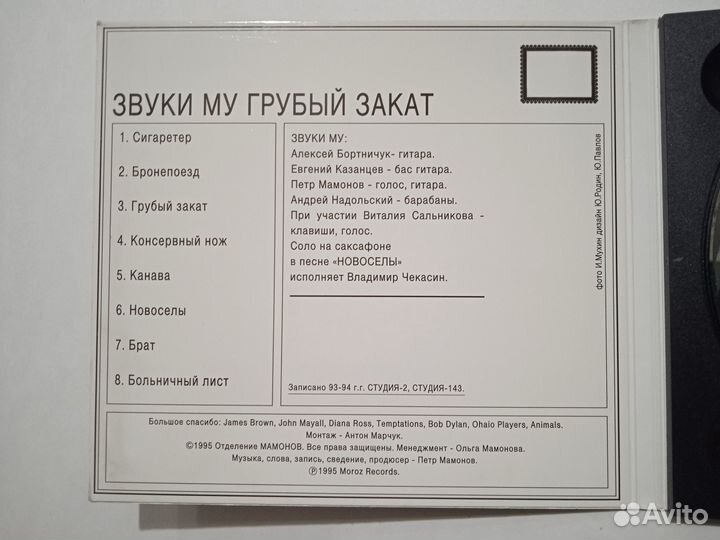 ЗВУКИ МУ ГРУБЫЙ ЗАКАТ
1. Сигаретер
2. Бронепоезд
3. Грубый закат
4. Консервный нож
5. Канава
6. Новоселы
7. Брат
8. Больничный лист
ЗВУКИ МУ:
Алексей Бортничук- гитара.
Евгений Казанцев - бас гитара.
Петр Мамонов - голос, гитара.
Андрей Надольский - барабаны.
При участии Виталия Сальникова -
клавиши, голос.
Соло на саксафоне
в песне «НОВОСЕЛЫ»
исполняет Владимир Чекасин.
Записано 93-94 г.г. СТУДИЯ-2, СТУДИЯ-143.
Фото И.Мухин дизайн Ю.Родин, Ю.Павлов
Большое спасибо: James Brown, John Mayall, Diana Ross, Temptations, Bob Dylan, Ohaio Players, Animals.
Монтаж - Антон Марчук.
©1995 Отделение МАМОНОВ. Все права защищены. Менеджмент - Ольга Мамонова.
Музыка, слова, запись, сведение, продюсер - Петр Мамонов.
Ⓟ1995 Moroz Records.
Avito